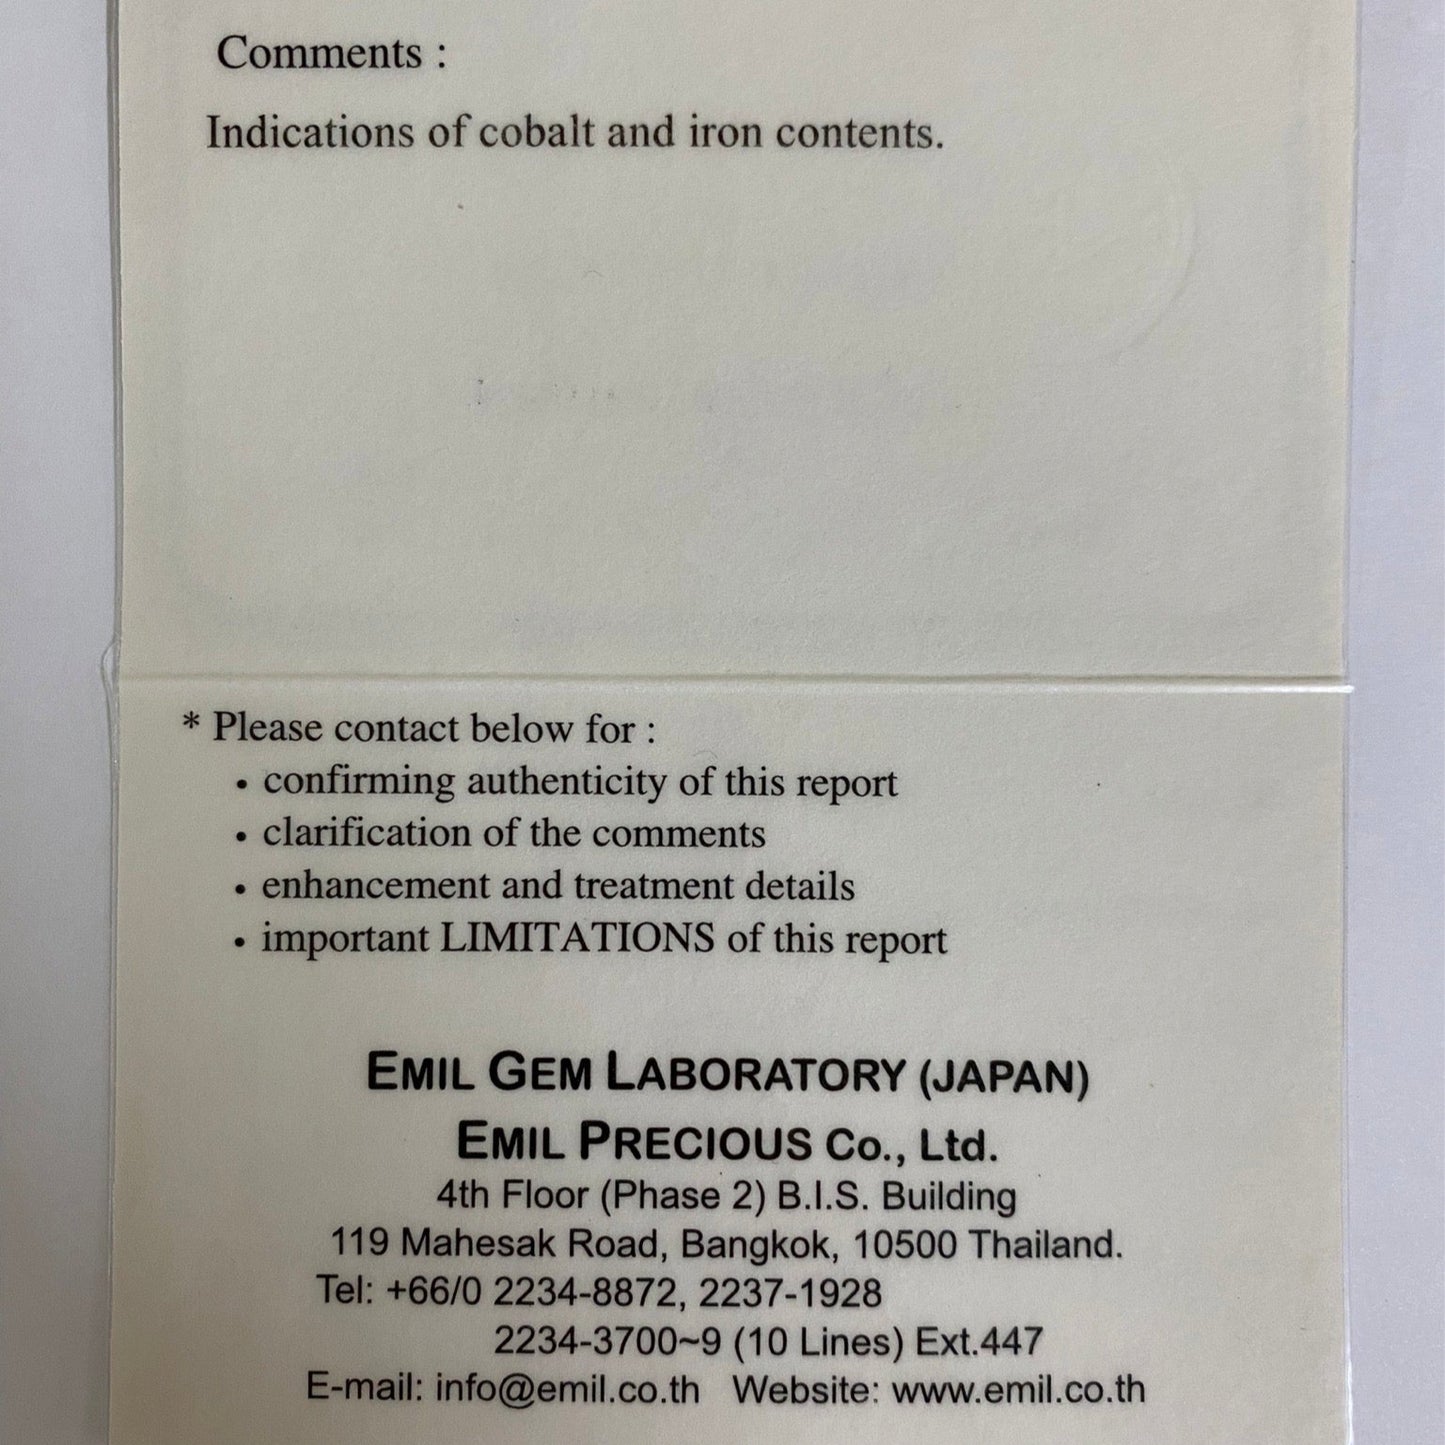 Comments :
Indications of cobalt and iron contents.
* Please contact below for :
• confirming authenticity of this report
• clarification of the comments
• enhancement and treatment details
• important LIMITATIONS of this report
EMIL GEM LABORATORY (JAPAN)
EMIL PRECIOUS Co., Ltd.
4th Floor (Phase 2) B.I.S. Building
119 Mahesak Road, Bangkok, 10500 Thailand.
Tel: +66/0 2234-8872, 2237-1928
2234-3700~9 (10 Lines) Ext.447
E-mail: info@emil.co.th Website: www.emil.co.th